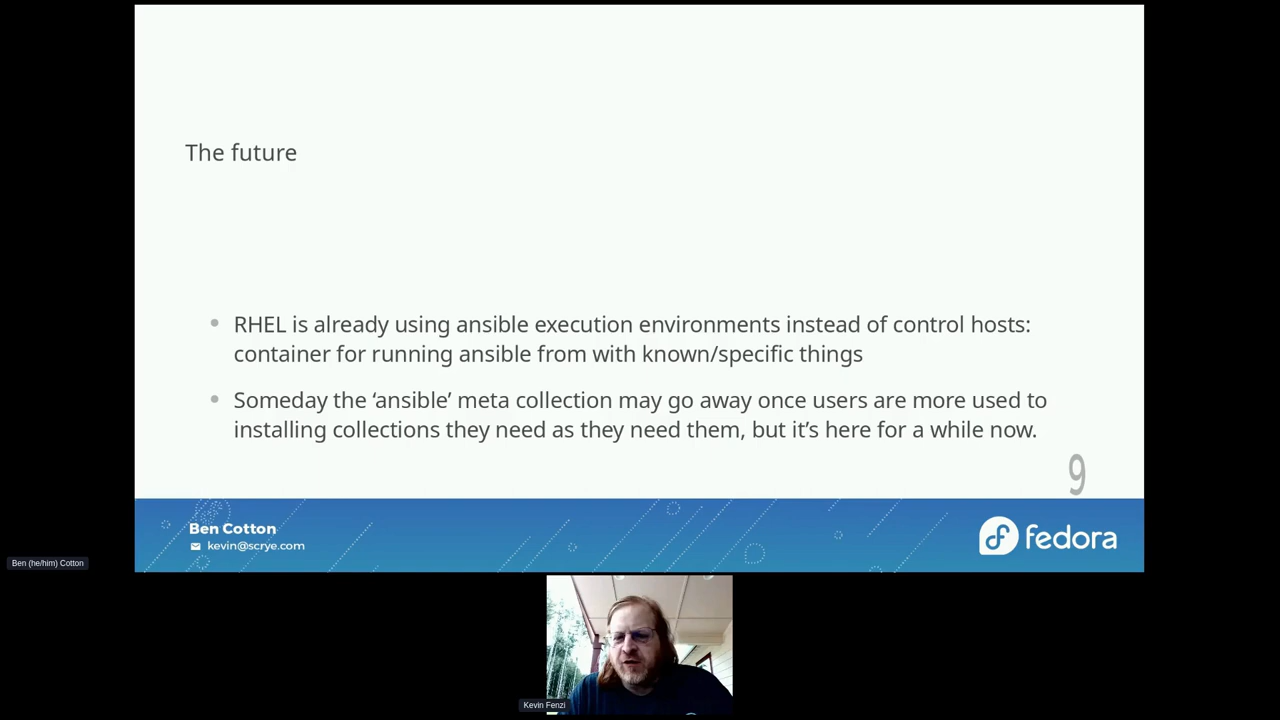 The future
• RHEL is already using ansible execution environments instead of control hosts:
container for running ansible from with known/specific things
• Someday the ‘ansible’ meta collection may go away once users are more used to
installing collections they need as they need them, but it’s here for a while now.
9
Ben Cotton
kevin@scrye.com
fedora
Ben (he/him) Cotton
Kevin Fenzi